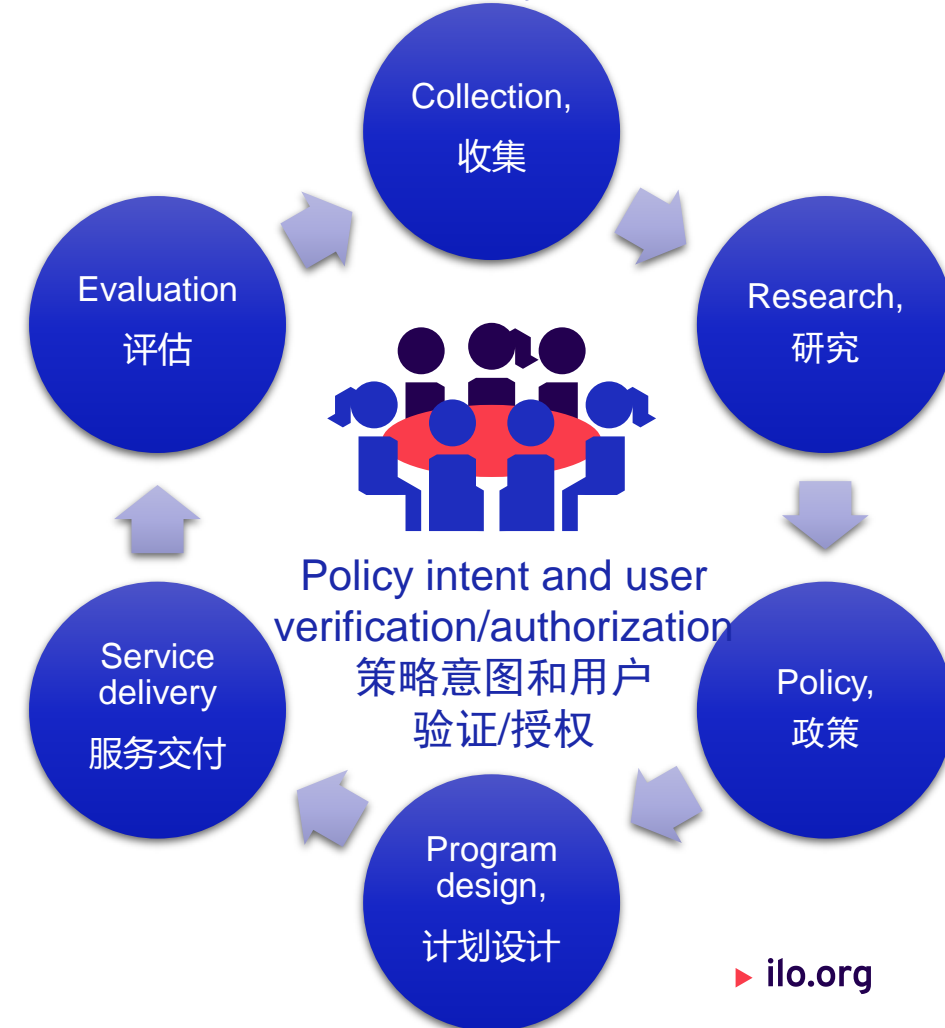 Collection,
收集
Research,
研究
Policy,
政策
Program
design,
计划设计
Service
delivery
服务交付
Evaluation
评估
Policy intent and user
verification/authorization
策略意图和用户
验证/授权
ilo.org